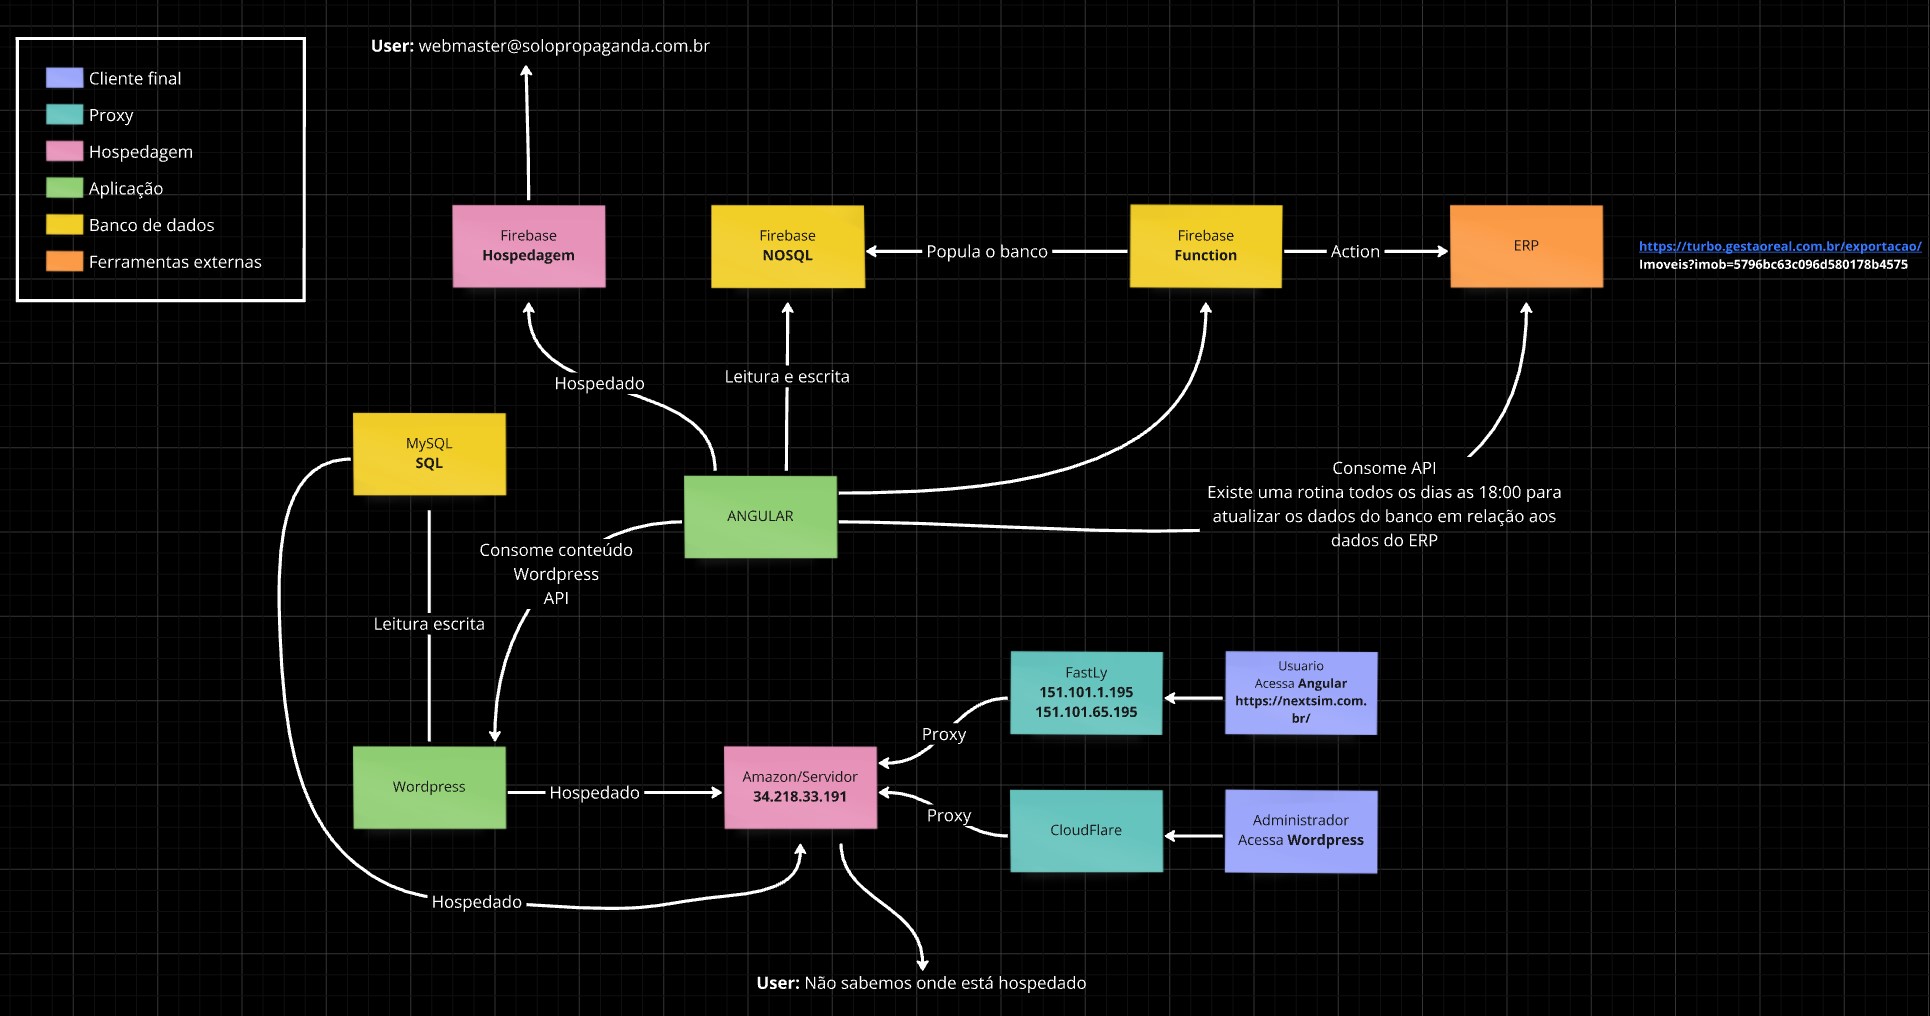 User: webmaster@solopropaganda.com.br
Cliente final
Proxy
Hospedagem
Aplicação
Banco de dados
Ferramentas externas
Firebase
Hospedagem
Firebase
NOSQL
Popula o banco
Firebase
Function
Action
ERP
https://turbo.gestaoreal.com.br/exportacao/
Imoveis?imob=5796bc63c096d580178b4575
Hospedado
Leitura e escrita
MySQL
SQL
ANGULAR
Consome API
Existe uma rotina todos os dias as 18:00 para
atualizar os dados do banco em relação aos
dados do ERP
Consome conteúdo
Wordpress
API
Leitura escrita
FastLy
151.101.1.195
151.101.65.195
Usuario
Acessa Angular
https://nextsim.com.
br/
Proxy
Wordpress
Hospedado
Amazon/Servidor
34.218.33.191
Proxy
CloudFlare
Administrador
Acessa Wordpress
Hospedado
User: Não sabemos onde está hospedado